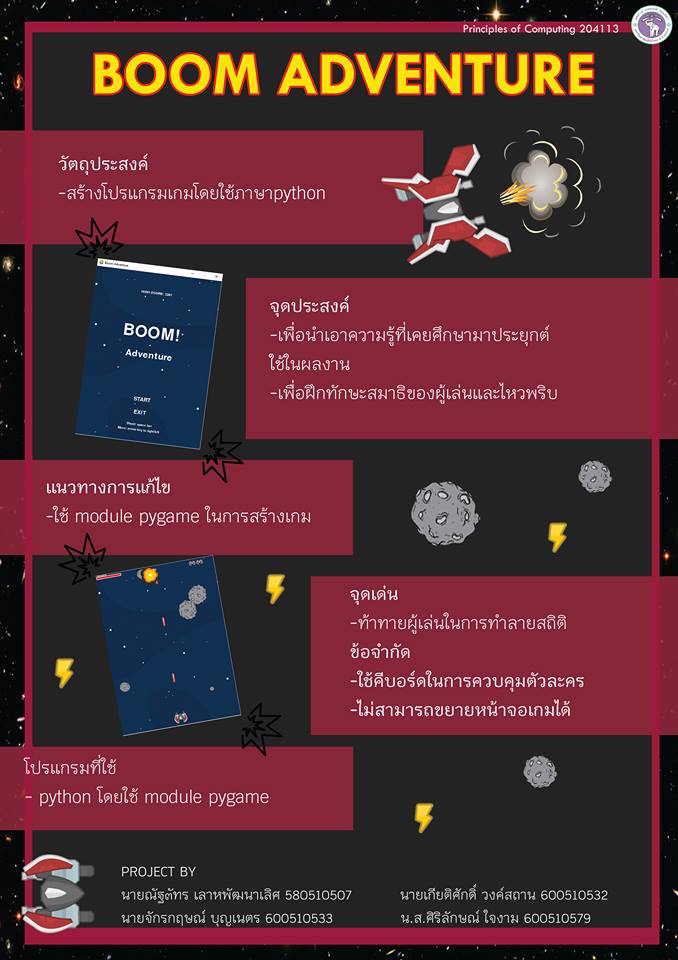 Principles of Computing 204113
BOOM ADVENTURE
วัตถุประสงค์
-สร้างโปรแกรมเกมโดยใช้ภาษาpython
Boom Adventure
BOOM!
Adventure
START
EXIT
จุดประสงค์
-เพื่อนำเอาความรู้ที่เคยศึกษามาประยุกต์
ใช้ในผลงาน
-เพื่อฝึกทักษะสมาธิของผู้เล่นและไหวพริบ
แนวทางการแก้ไข
-ใช้ module pygame ในการสร้างเกม
จุดเด่น
-ท้าทายผู้เล่นในการทำลายสถิติ
ข้อจำกัด
-ใช้คีบอร์ดในการควบคุมตัวละคร
-ไม่สามารถขยายหน้าจอเกมได้
โปรแกรมที่ใช้
- python โดยใช้ module pygame
PROJECT BY
นายณัฐภัทร เลาหพัฒนาเลิศ 580510507
นายเกียติศักดิ์ วงค์สถาน 600510532
นายจักรกฤษณ์ บุญเนตร 600510533
น.ส.ศิริลักษณ์ ใจงาม 600510579